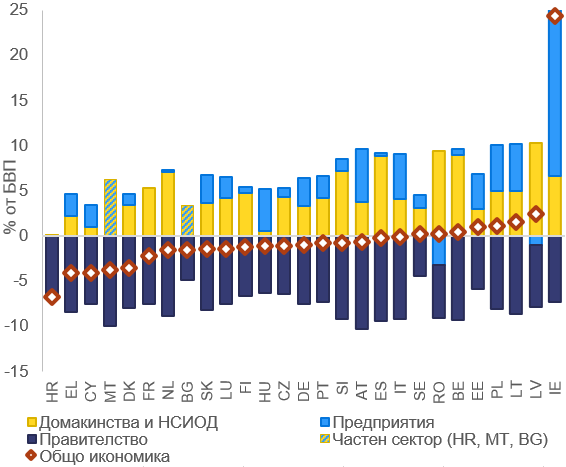 % от БВП
25
20
15
10
5
0
-5
-10
-15
HR EL CY MT DK FR NL BG SK LU FI HU CZ DE PT SI AT ES IT SE RO BE EE PL LT LV IE
Домакинства и НСИОД Предприятия
Правителство Частен сектор (HR, MT, BG)
Общо икономика